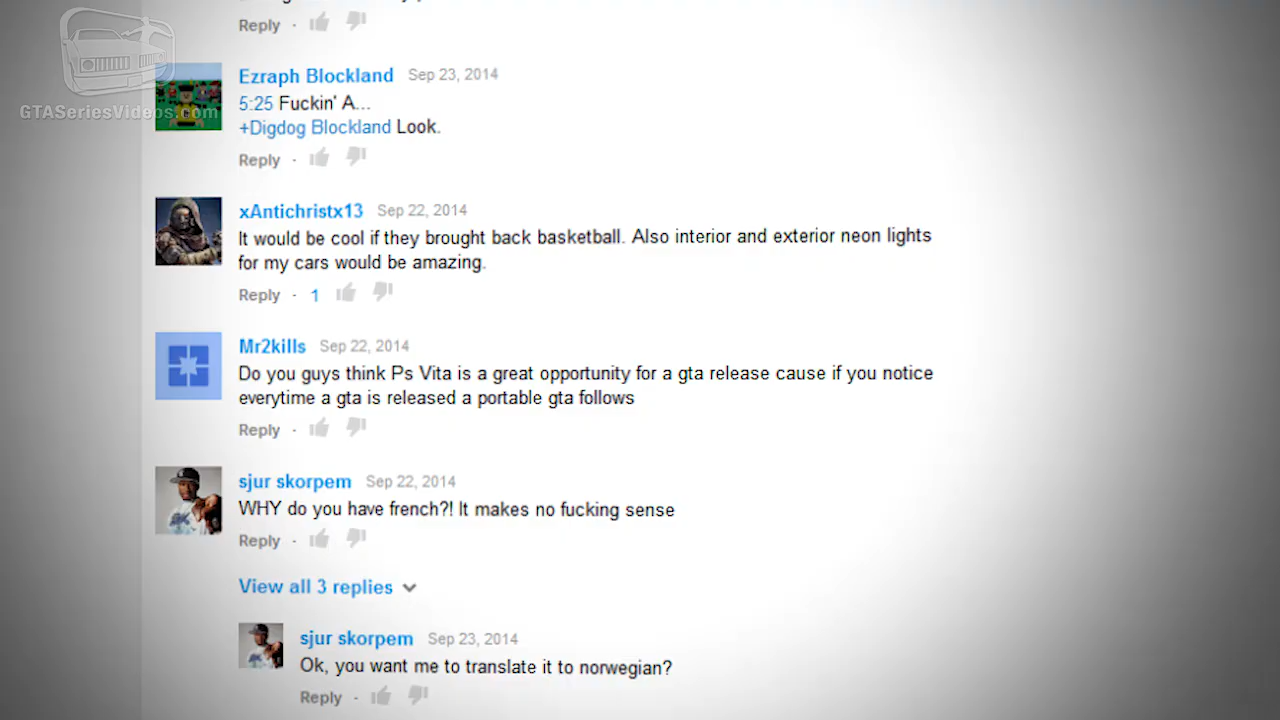 Reply ·
GTASeriesVideos.com
Ezraph Blockland Sep 23, 2014
5:25 Fuckin' A...
+Digdog Blockland Look.
Reply ·
xAntichristx13 Sep 22, 2014
It would be cool if they brought back basketball. Also interior and exterior neon lights
for my cars would be amazing.
Reply · 1
Mr2kills Sep 22, 2014
Do you guys think Ps Vita is a great opportunity for a gta release cause if you notice
everytime a gta is released a portable gta follows
Reply ·
sjur skorpem Sep 22, 2014
WHY do you have french?! It makes no fucking sense
Reply ·
View all 3 replies
sjur skorpem Sep 23, 2014
Ok, you want me to translate it to norwegian?
Reply ·